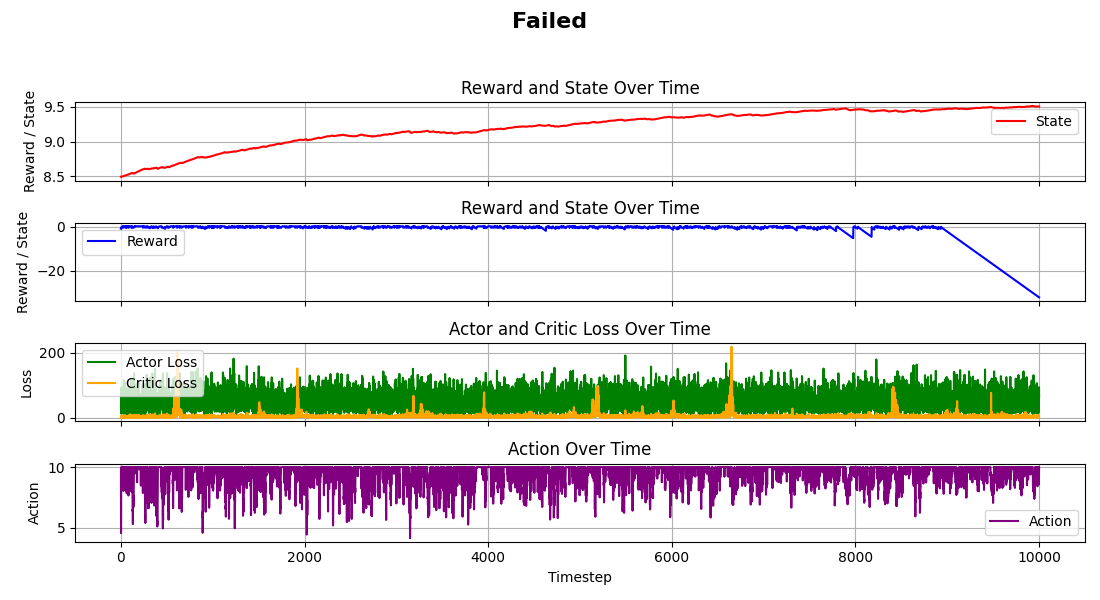 Failed
Reward and State Over Time
Reward / State
9.5
9.0
8.5
State
Reward and State Over Time
Reward / State
0
−20
Reward
Actor and Critic Loss Over Time
Loss
200
0
Actor Loss
Critic Loss
Action Over Time
Action
10
5
Action
0 2000 4000 6000 8000 10000
Timestep